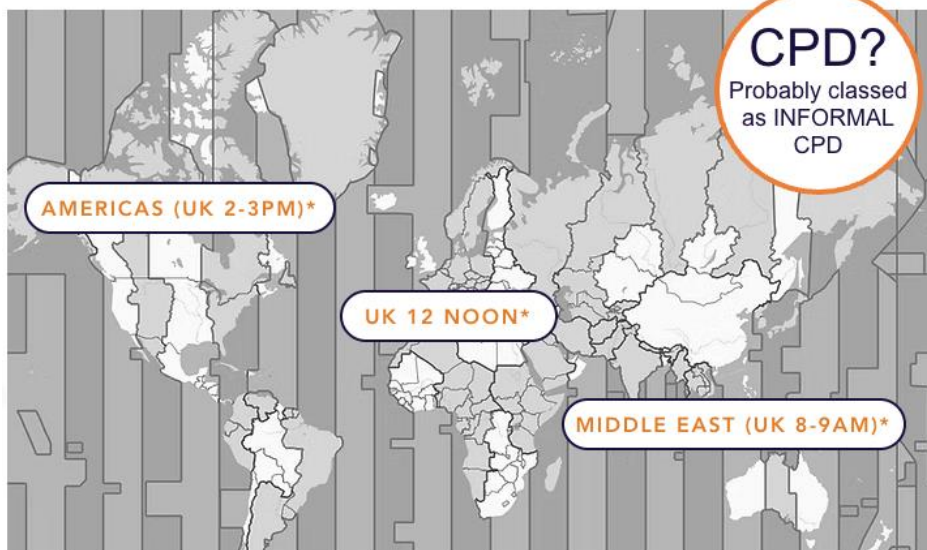 CPD?
Probably classed
as INFORMAL
CPD
AMERICAS (UK 2-3PM)*
UK 12 NOON*
MIDDLE EAST (UK 8-9AM)*